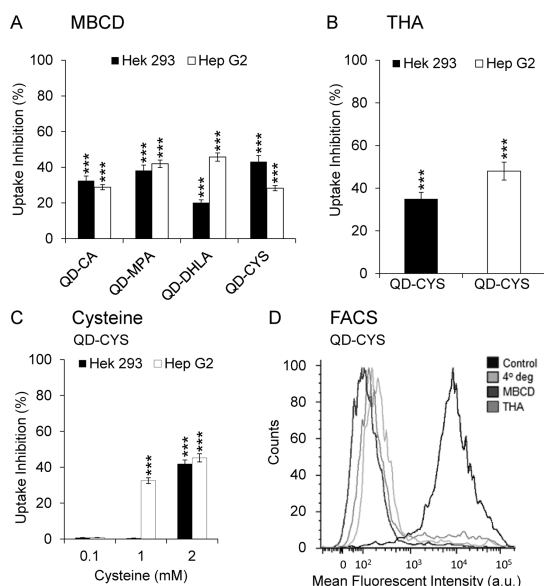 A MBCD
Hek 293 Hep G2
Uptake Inhibition (%)
100
80
60
40
20
0
*** *** *** *** *** *** *** ***
QD-CA QD-MPA QD-DHLA QD-CYS
B THA
Hek 293 Hep G2
Uptake Inhibition (%)
100
80
60
40
20
0
*** ***
QD-CYS QD-CYS
C Cysteine
QD-CYS
Hek 293 Hep G2
Uptake Inhibition (%)
100
80
60
40
20
0
*** *** ***
0.1 1 2
Cysteine (mM)
D FACS
QD-CYS
Control
4º deg
MBCD
THA
Counts
100
80
60
40
20
0
0 10² 10³ 10⁴ 10⁵
Mean Fluorescent Intensity (a.u.)